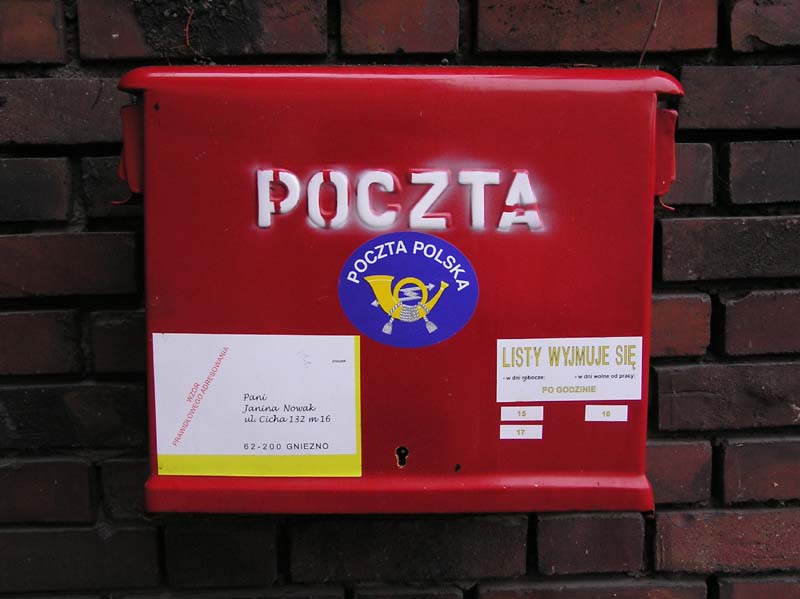 POCZTA
POCZTA POLSKA
WZÓR
PRAWIDŁOWEGO ADRESOWANIA
Pani
Janina Nowak
ul. Cicha 132 m 16
62-200 GNIEZNO
LISTY WYJMUJE SIĘ
- w dni robocze: - w dni wolne od pracy:
PO GODZINIE
15 16
17